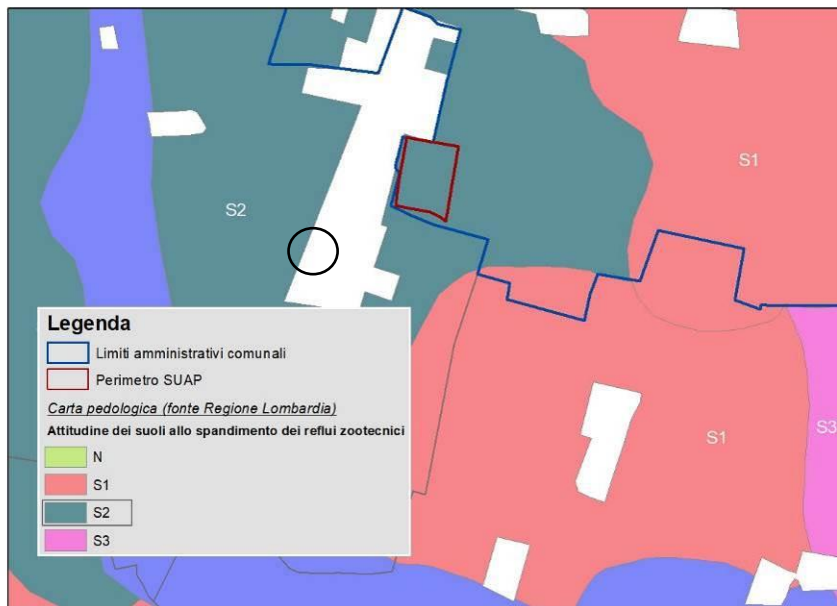 S1
S2
Legenda
Limiti amministrativi comunali
Perimetro SUAP
Carta pedologica (fonte Regione Lombardia)
Attitudine dei suoli allo spandimento dei reflui zootecnici
N
S1
S2
S3
S1
S3